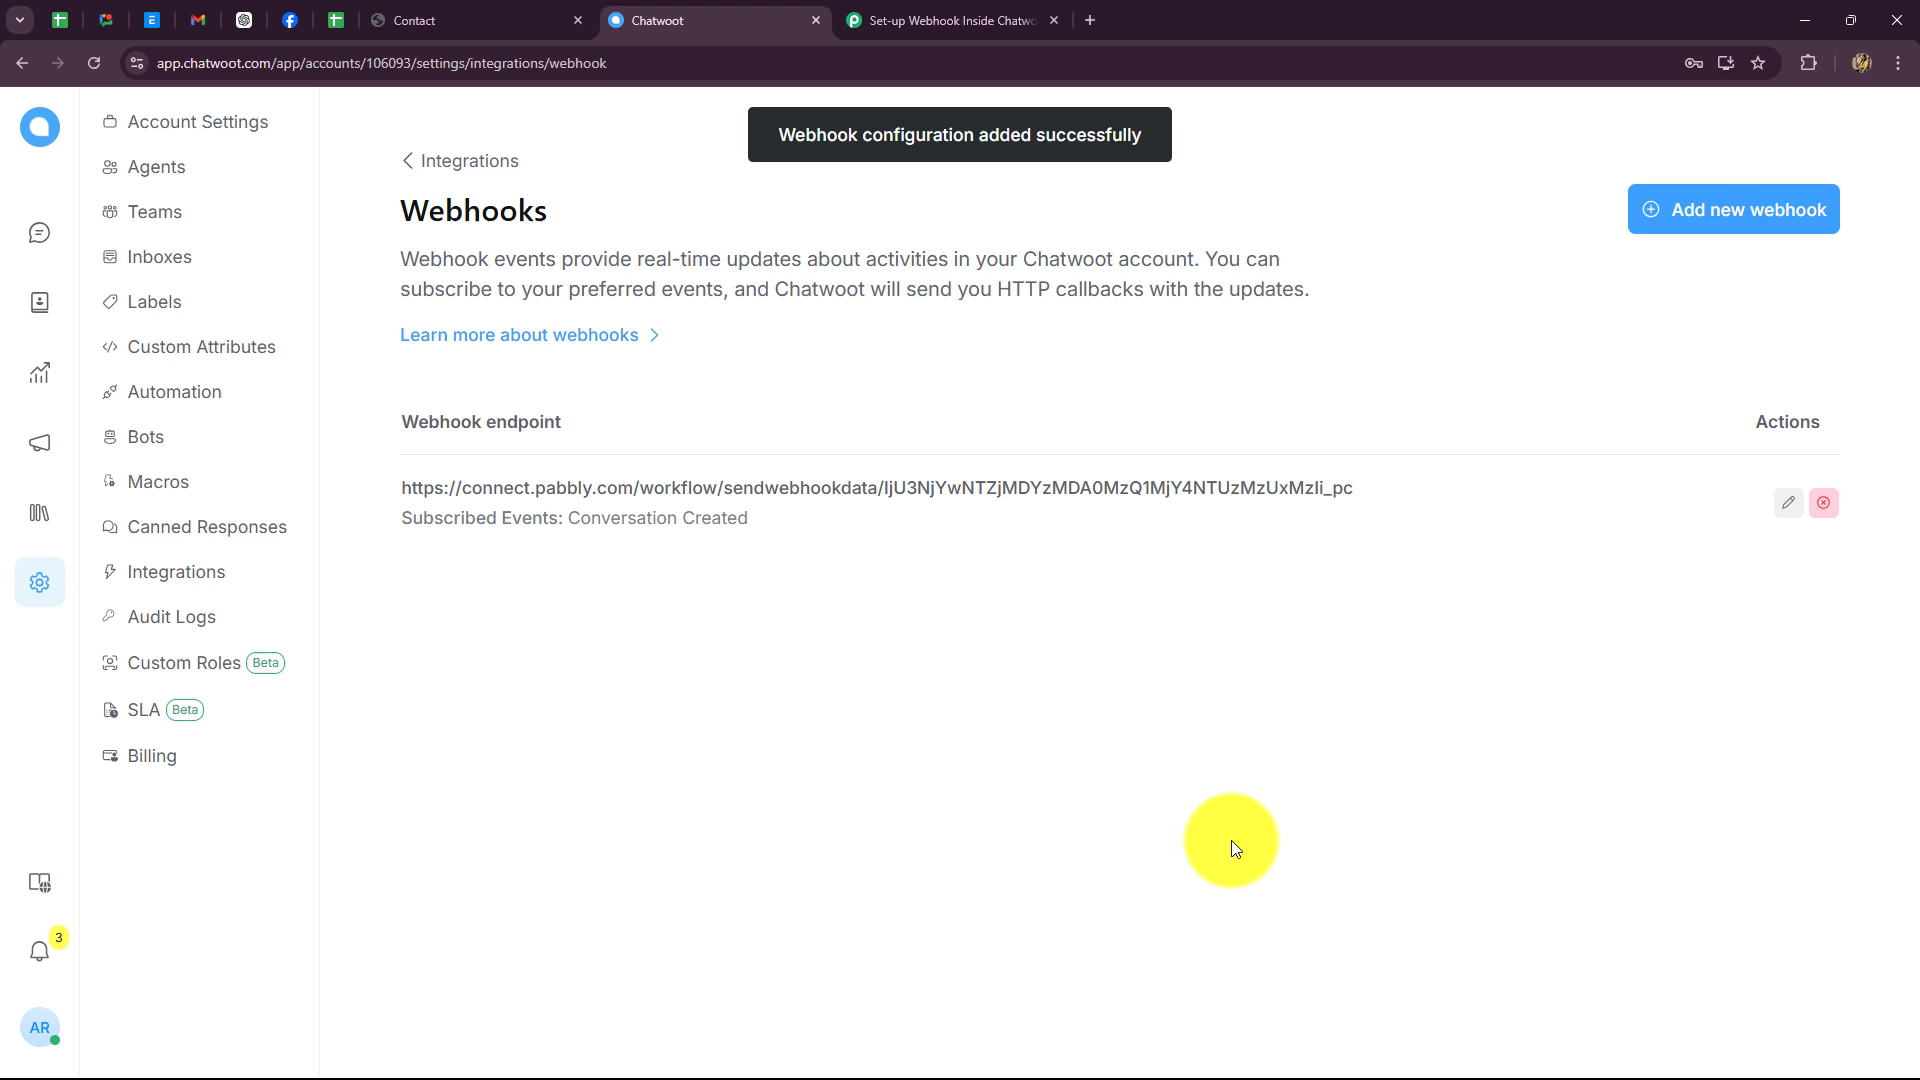 Contact
Chatwoot
Set-up Webhook Inside Chatwo
app.chatwoot.com/app/accounts/106093/settings/integrations/webhook
Account Settings
Agents
Teams
Inboxes
Labels
Custom Attributes
Automation
Bots
Macros
Canned Responses
Integrations
Audit Logs
Custom Roles Beta
SLA Beta
Billing
3
AR
Webhook configuration added successfully
Integrations
Webhooks
Add new webhook
Webhook events provide real-time updates about activities in your Chatwoot account. You can
subscribe to your preferred events, and Chatwoot will send you HTTP callbacks with the updates.
Learn more about webhooks
Webhook endpoint
Actions
https://connect.pabbly.com/workflow/sendwebhookdata/IjU3NjYwNTZjMDYzMDA0MzQ1MjY4NTUzMzUxMzIi_pc
Subscribed Events: Conversation Created